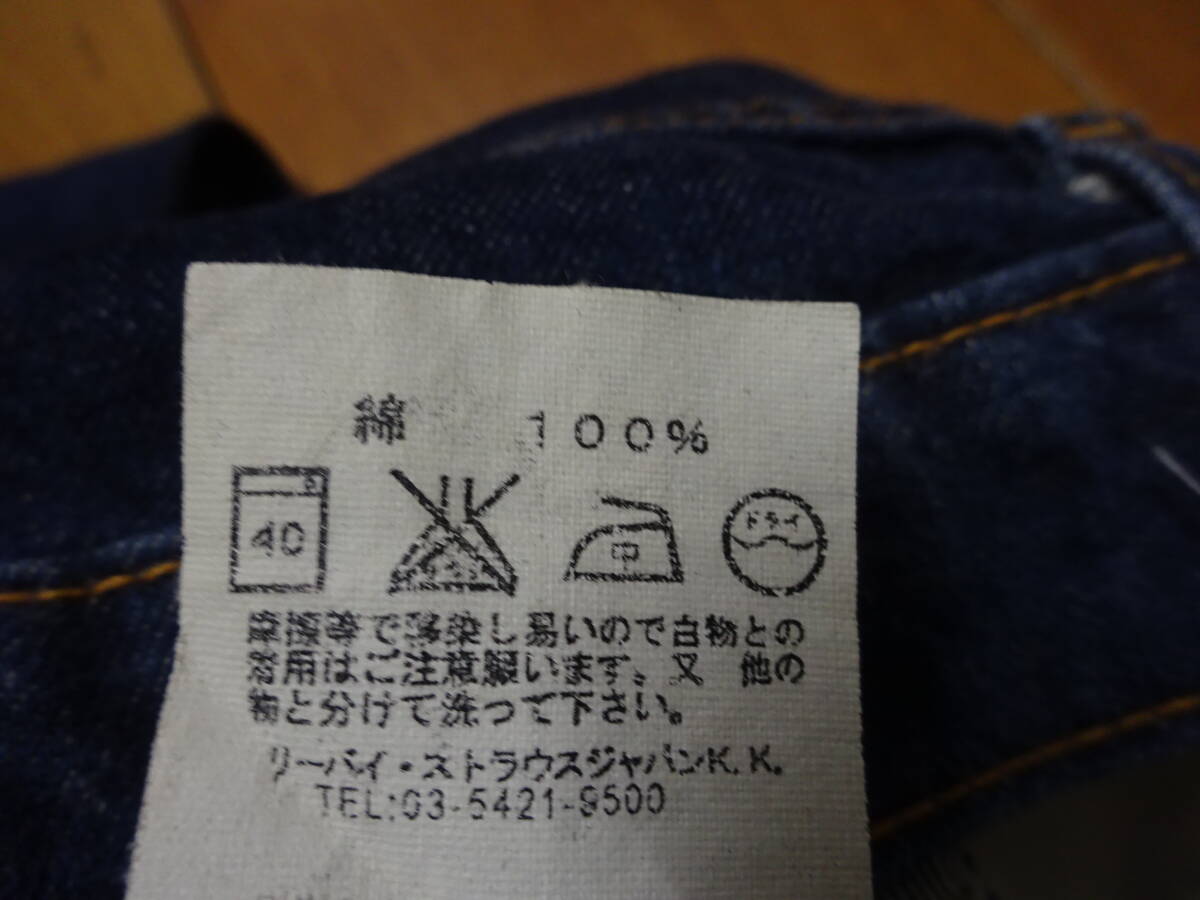 綿 100%
40 中 ドライ
摩擦等で移染し易いので白物との
着用はご注意願います。又 他の
物と分けて洗って下さい。
リーバイ・ストラウスジャパンK.K.
TEL:03-5421-9500